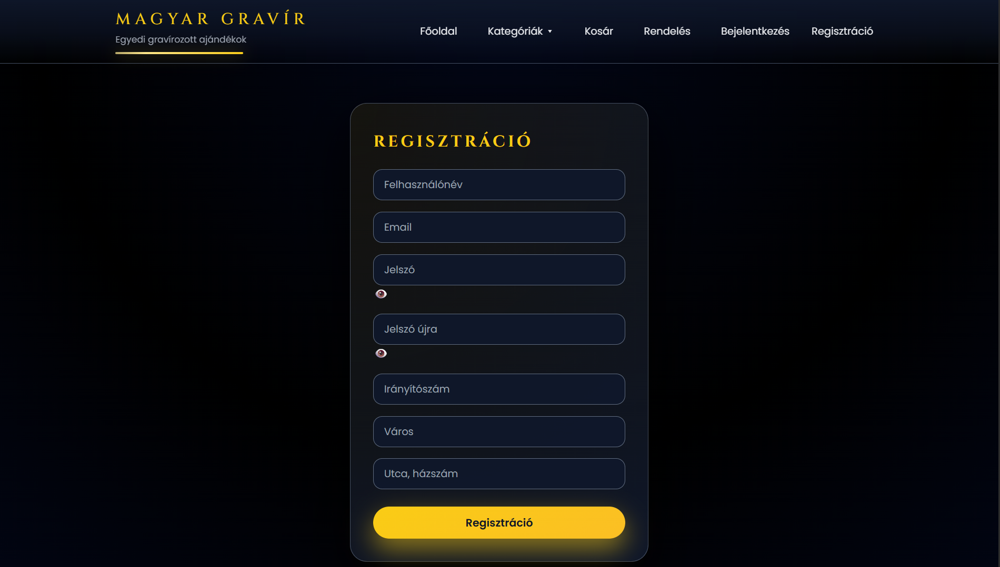 MAGYAR GRAVÍR
Egyedi gravírozott ajándékok
Főoldal
Kategóriák
Kosár
Rendelés
Bejelentkezés
Regisztráció
REGISZTRÁCIÓ
Felhasználónév
Email
Jelszó
Jelszó újra
Irányítószám
Város
Utca, házszám
Regisztráció